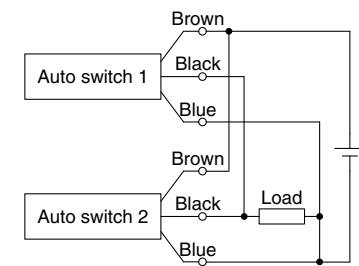 Brown
Auto switch 1
Black
Blue
Brown
Auto switch 2
Black
Load
Blue